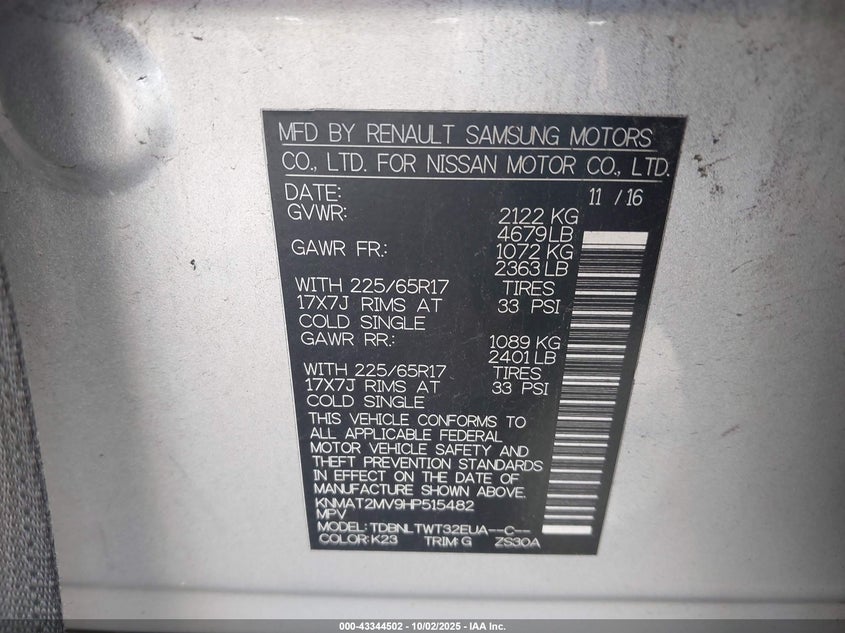 MFD BY RENAULT SAMSUNG MOTORS
CO., LTD. FOR NISSAN MOTOR CO., LTD.
DATE: 11 / 16
GVWR: 2122 KG
4679 LB
GAWR FR.: 1072 KG
2363 LB
WITH 225/65R17 TIRES
17X7J RIMS AT 33 PSI
COLD SINGLE
GAWR RR.: 1089 KG
2401 LB
WITH 225/65R17 TIRES
17X7J RIMS AT 33 PSI
COLD SINGLE
THIS VEHICLE CONFORMS TO
ALL APPLICABLE FEDERAL
MOTOR VEHICLE SAFETY AND
THEFT PREVENTION STANDARDS
IN EFFECT ON THE DATE OF
MANUFACTURE SHOWN ABOVE.
KNMAT2MV9HP515482
MPV
MODEL: TDBNLTWT32EUA--C--
COLOR: K23 TRIM: G ZS30A
000-43344502 - 10/02/2025 - IAA Inc.